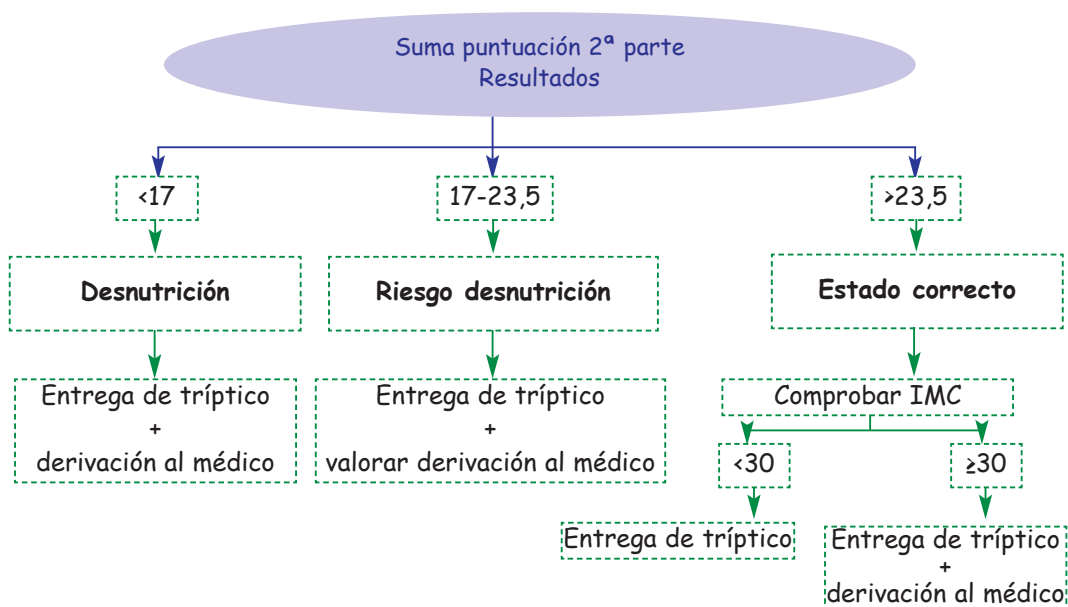 Suma puntuación 2ª parte
Resultados
<17
17-23,5
>23,5
Desnutrición
Riesgo desnutrición
Estado correcto
Entrega de tríptico
+
derivación al médico
Entrega de tríptico
+
valorar derivación al médico
Comprobar IMC
<30
≥30
Entrega de tríptico
Entrega de tríptico
+
derivación al médico